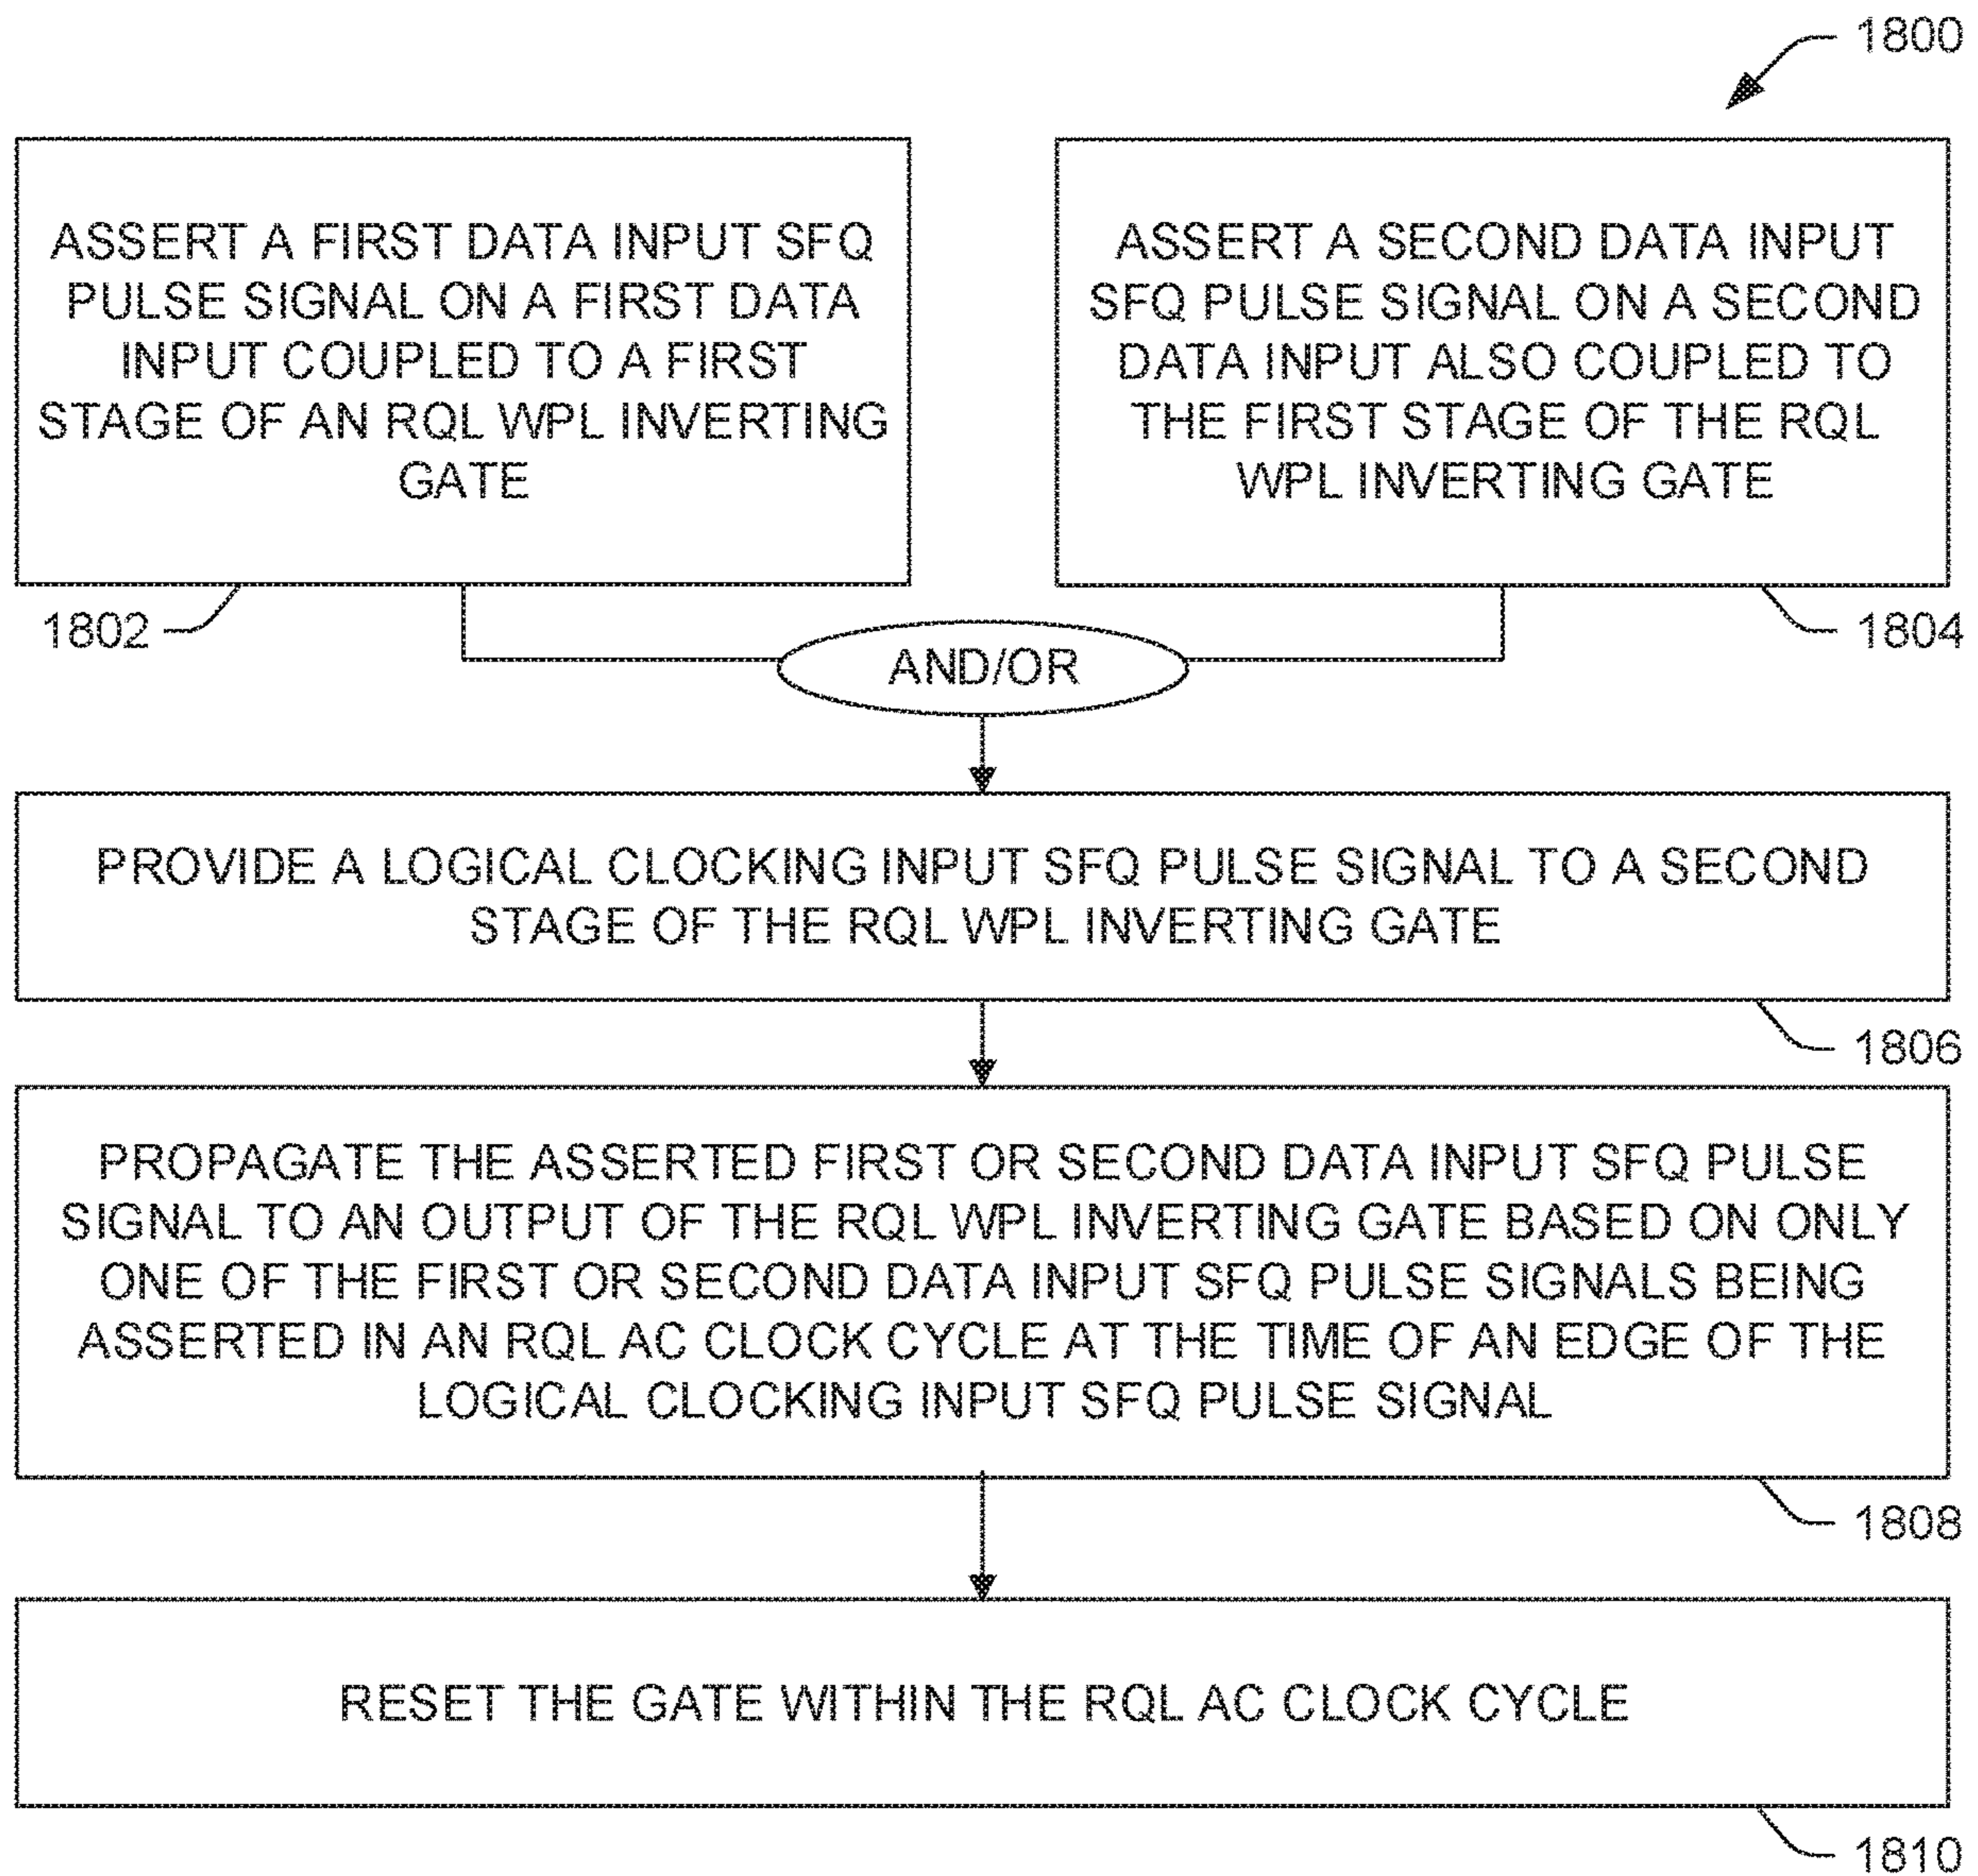 1800
ASSERT A FIRST DATA INPUT SFQ
PULSE SIGNAL ON A FIRST DATA
INPUT COUPLED TO A FIRST
STAGE OF AN RQL WPL INVERTING
GATE
1802
ASSERT A SECOND DATA INPUT
SFQ PULSE SIGNAL ON A SECOND
DATA INPUT ALSO COUPLED TO
THE FIRST STAGE OF THE RQL
WPL INVERTING GATE
1804
AND/OR
PROVIDE A LOGICAL CLOCKING INPUT SFQ PULSE SIGNAL TO A SECOND
STAGE OF THE RQL WPL INVERTING GATE
1806
PROPAGATE THE ASSERTED FIRST OR SECOND DATA INPUT SFQ PULSE
SIGNAL TO AN OUTPUT OF THE RQL WPL INVERTING GATE BASED ON ONLY
ONE OF THE FIRST OR SECOND DATA INPUT SFQ PULSE SIGNALS BEING
ASSERTED IN AN RQL AC CLOCK CYCLE AT THE TIME OF AN EDGE OF THE
LOGICAL CLOCKING INPUT SFQ PULSE SIGNAL
1808
RESET THE GATE WITHIN THE RQL AC CLOCK CYCLE
1810